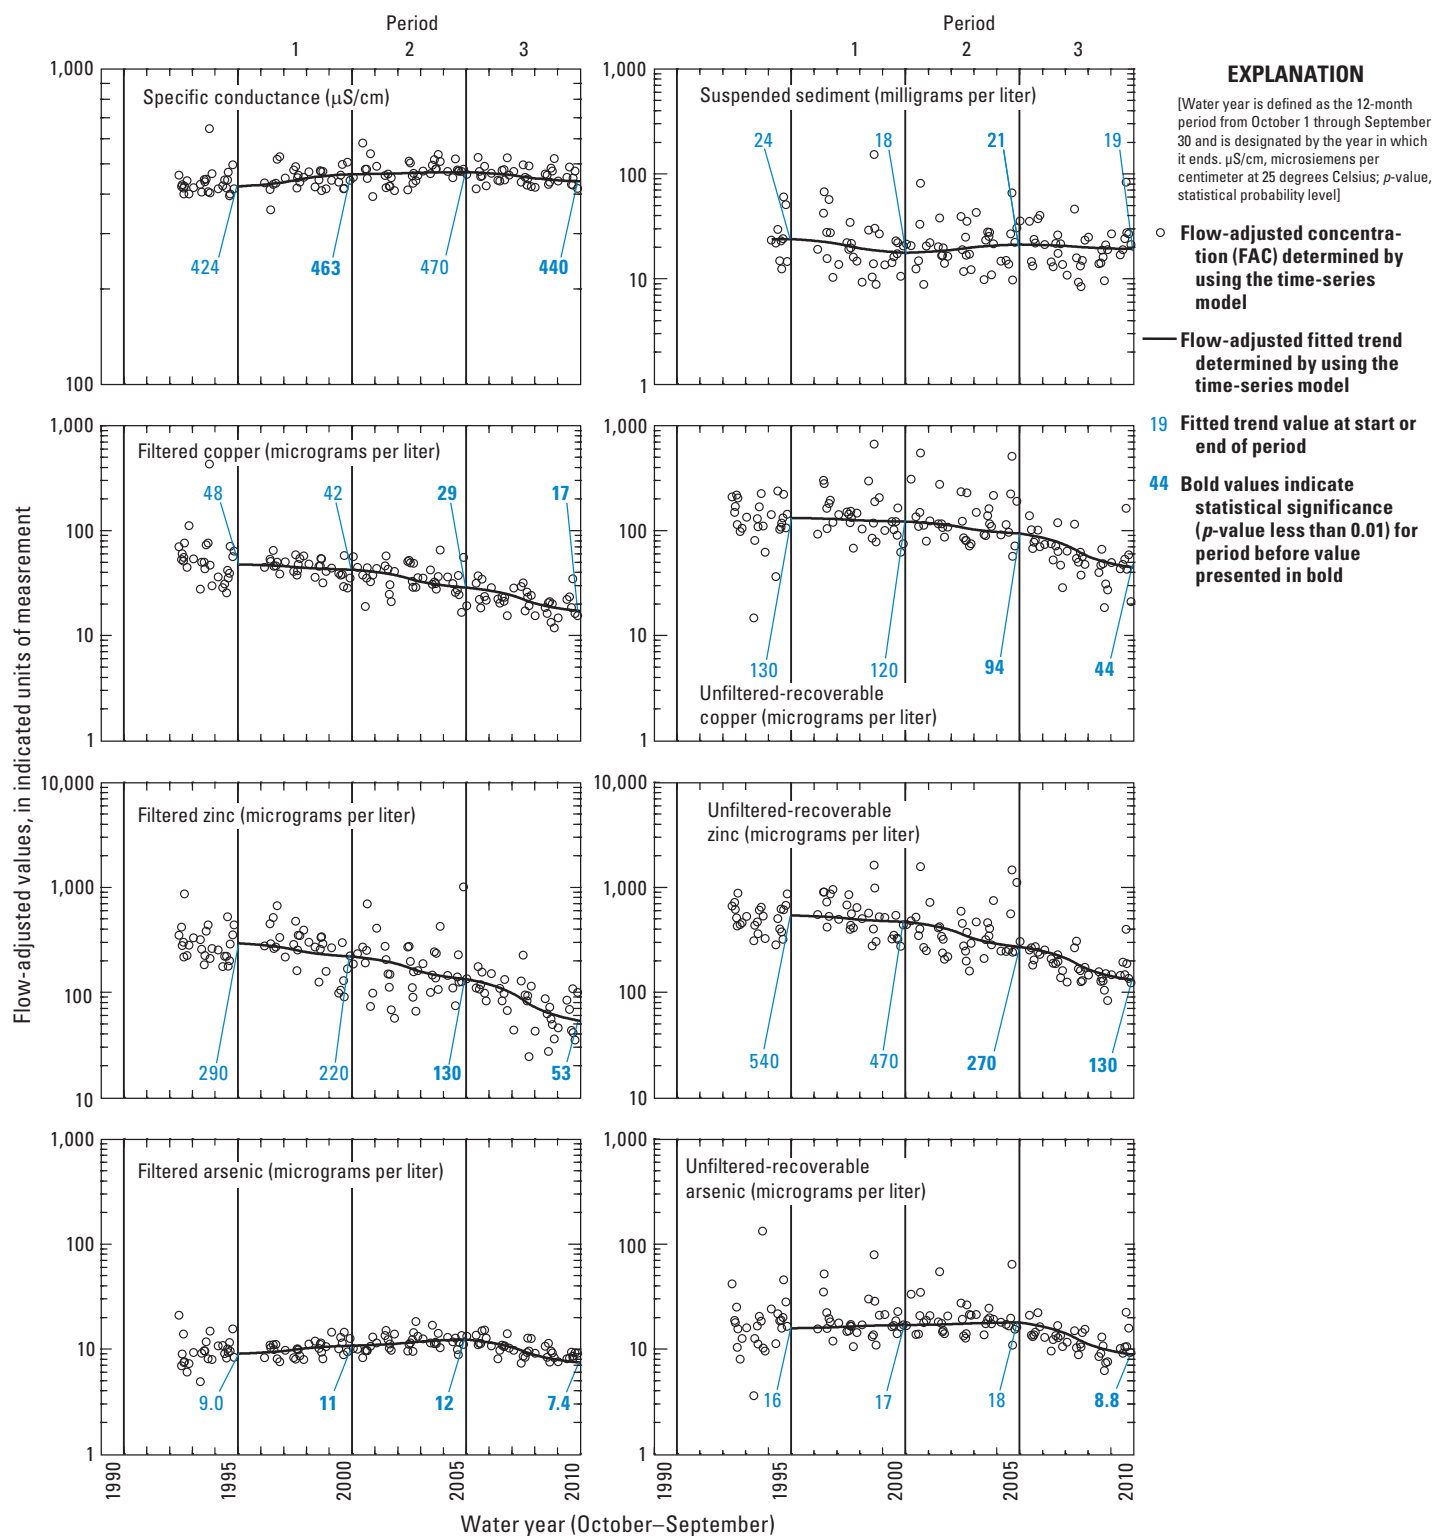 Period
1 2 3
Period
1 2 3
Flow-adjusted values, in indicated units of measrement
1,000
100
Specific conductance (µS/cm)
424 463 470 440
1,000
100
10
1
Suspended sediment (milligrams per liter)
24 18 21 19
1,000
100
10
1
Filtered copper (micrograms per liter)
48 42 29 17
1,000
100
10
1
130 120 94 44
Unfiltered-recoverable
copper (micrograms per liter)
10,000
1,000
100
10
Filtered zinc (micrograms per liter)
290 220 130 53
10,000
1,000
100
10
Unfiltered-recoverable
zinc (micrograms per liter)
540 470 270 130
1,000
100
10
1
Filtered arsenic (micrograms per liter)
9.0 11 12 7.4
1990 1995 2000 2005 2010
1,000
100
10
1
Unfiltered-recoverable
arsenic (micrograms per liter)
16 17 18 8.8
1990 1995 2000 2005 2010
Water year (October–September)
EXPLANATION
[Water year is defined as the 12-month
period from October 1 through September
30 and is designated by the year in which
it ends. µS/cm, microsiemens per
centimeter at 25 degrees Celsius; p-value,
statistical probability level]
Flow-adjusted concentra-
tion (FAC) determined by
using the time-series
model
Flow-adjusted fitted trend
determined by using the
time-series model
19 Fitted trend value at start or
end of period
44 Bold values indicate
statistical significance
(p-value less than 0.01) for
period before value
presented in bold